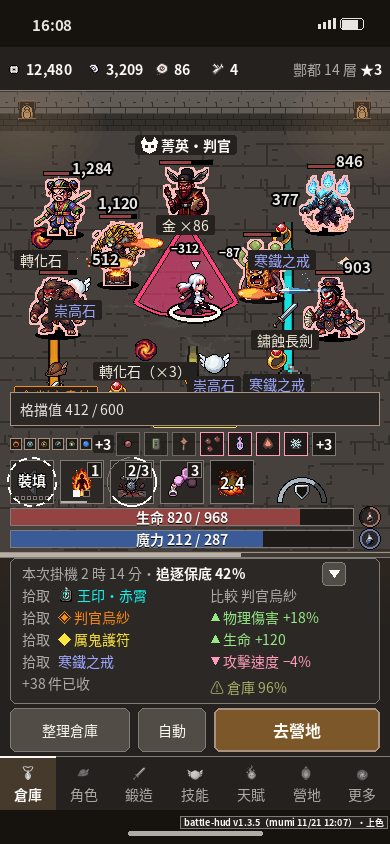 16:08
12,480 3,209 86 4 酆都 14 層 ★3
菁英・判官
1,284 846
1,120 377
金 ×86
−312 −87
轉化石 512 寒鐵之戒 903
崇高石
鏽蝕長劍
轉化石（×3）
崇高石 寒鐵之戒
格擋值 412 / 600
+3 +3
裝填 1 2/3 3 2.4
生命 820 / 968
魔力 212 / 287
本次掛機 2 時 14 分・追逐保底 42%
拾取 王印・赤霄 比較 判官烏紗
拾取 判官烏紗 ▲物理傷害 +18%
拾取 厲鬼護符 ▲生命 +120
拾取 寒鐵之戒 ▼攻擊速度 −4%
+38 件已收 ⚠倉庫 96%
整理倉庫 自動 去營地
倉庫 角色 鍛造 技能 天賦 營地 更多
battle-hud v1.3.5（mumi 11/21 12:07）・上色